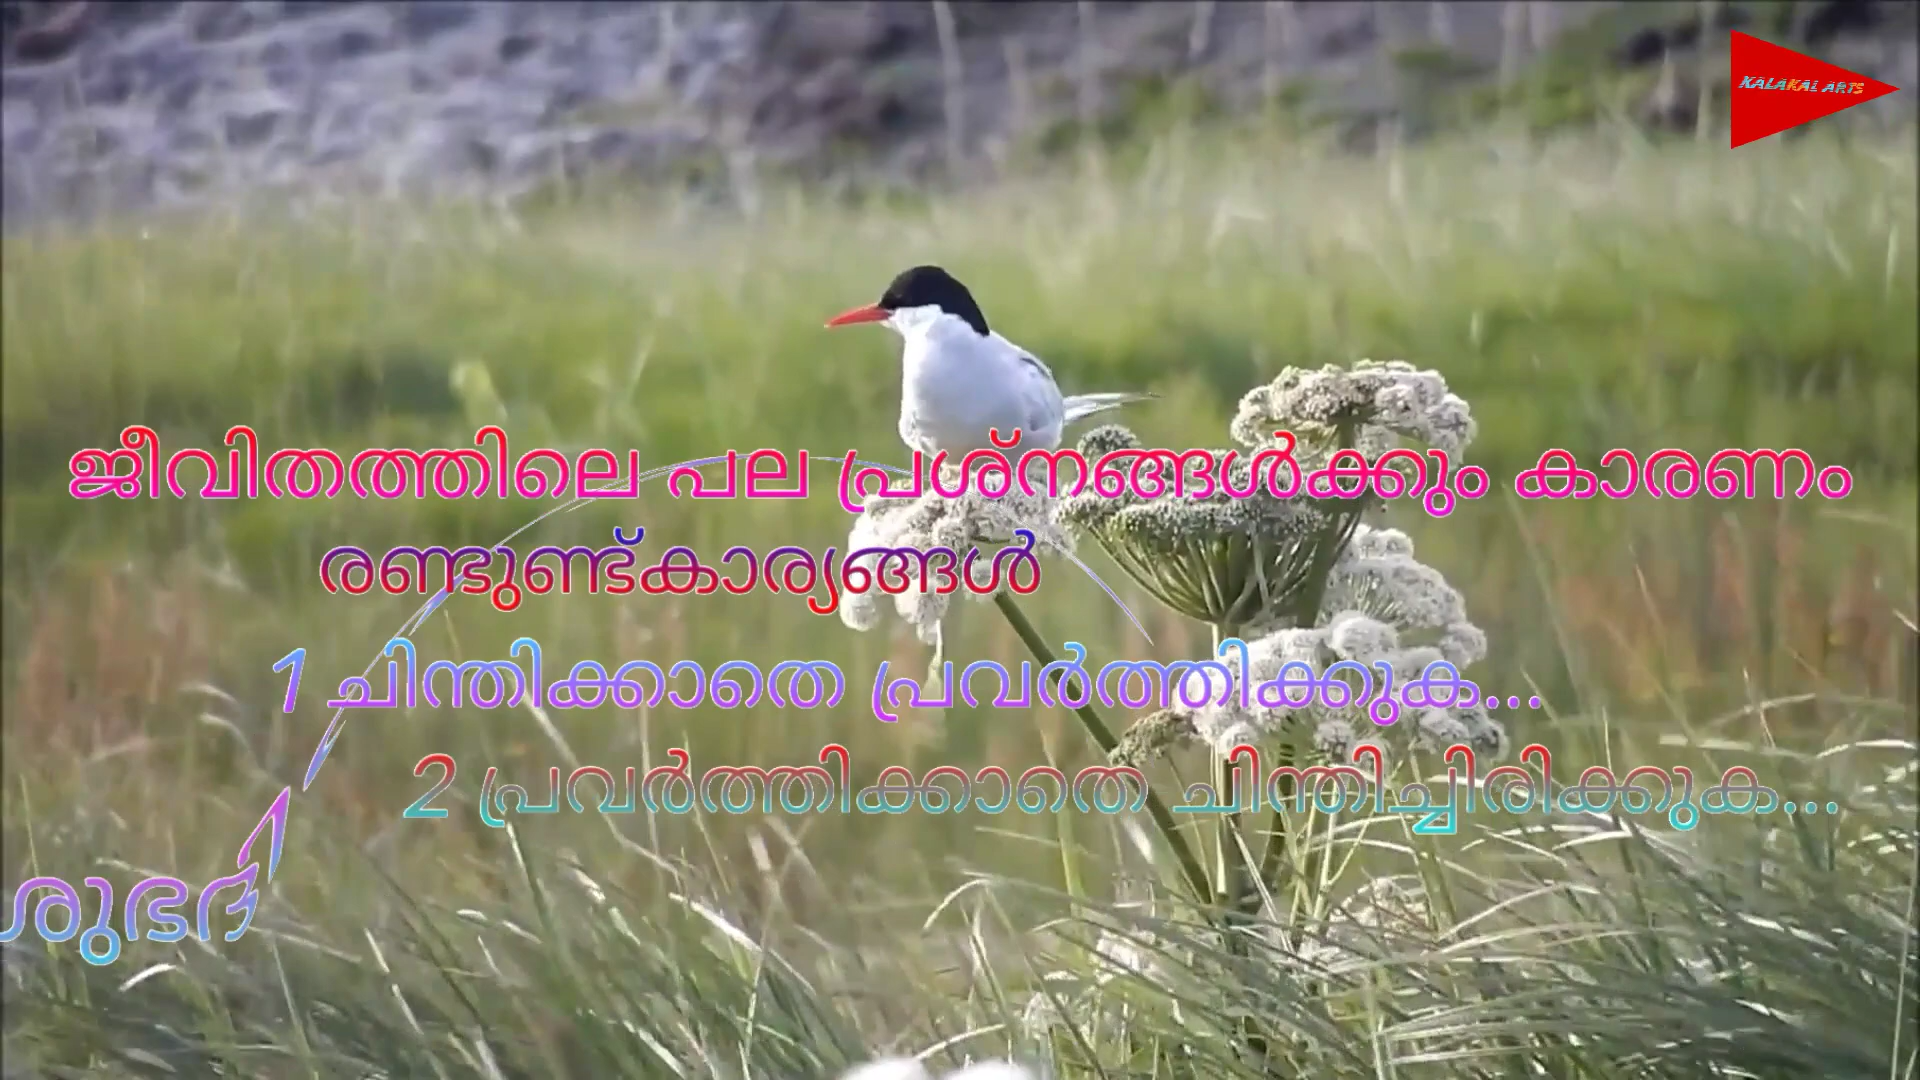 KALAKAL ARTS
ജീവിതത്തിലെ പല പ്രശ്നങ്ങൾക്കും കാരണം
രണ്ടുണ്ട്കാര്യങ്ങൾ
1 ചിന്തിക്കാതെ പ്രവർത്തിക്കുക...
2 പ്രവർത്തിക്കാതെ ചിന്തിച്ചിരിക്കുക...